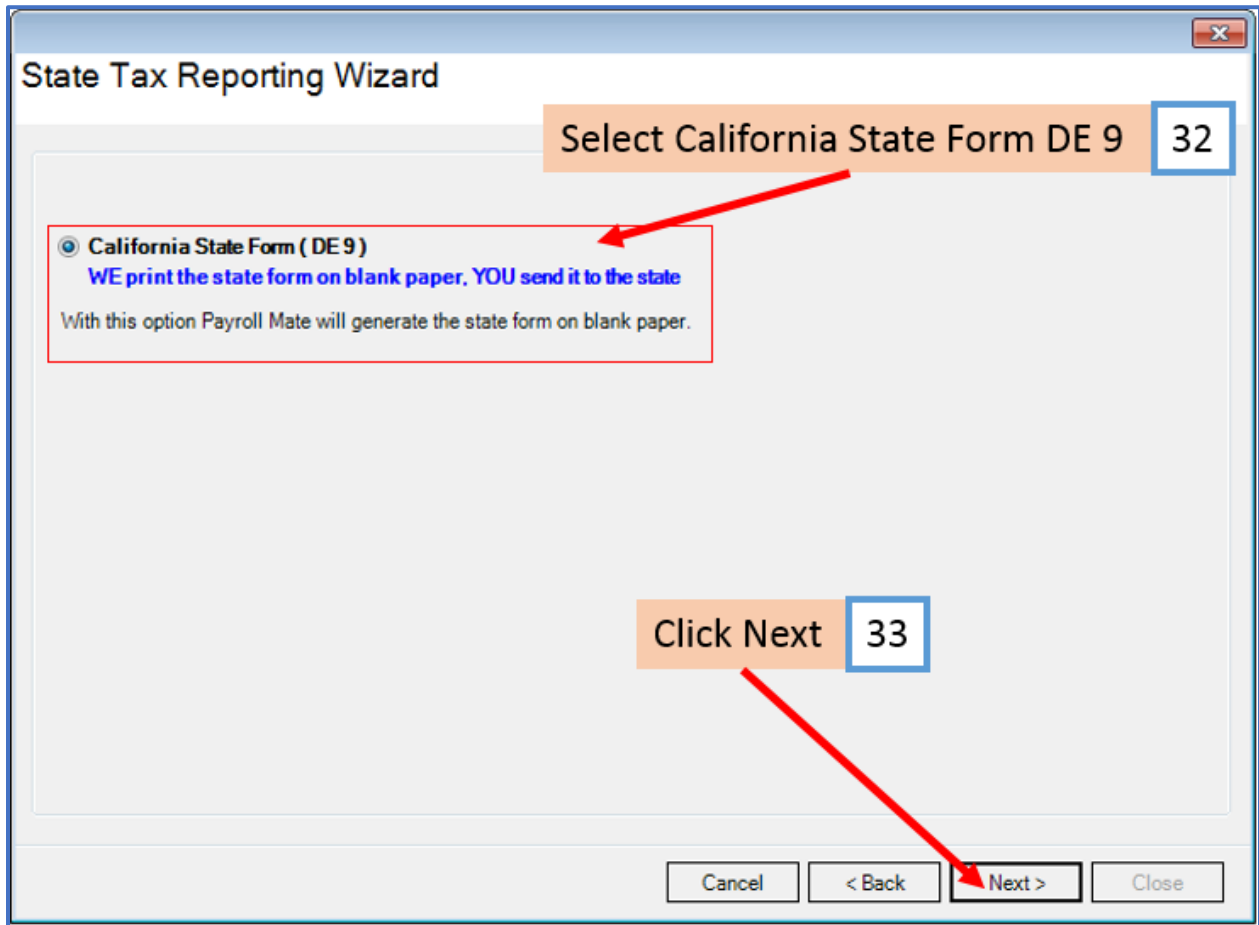 State Tax Reporting Wizard
Select California State Form DE 9 32
California State Form ( DE 9 )
WE print the state form on blank paper, YOU send it to the state
With this option Payroll Mate will generate the state form on blank paper.
Click Next 33
Cancel < Back Next > Close